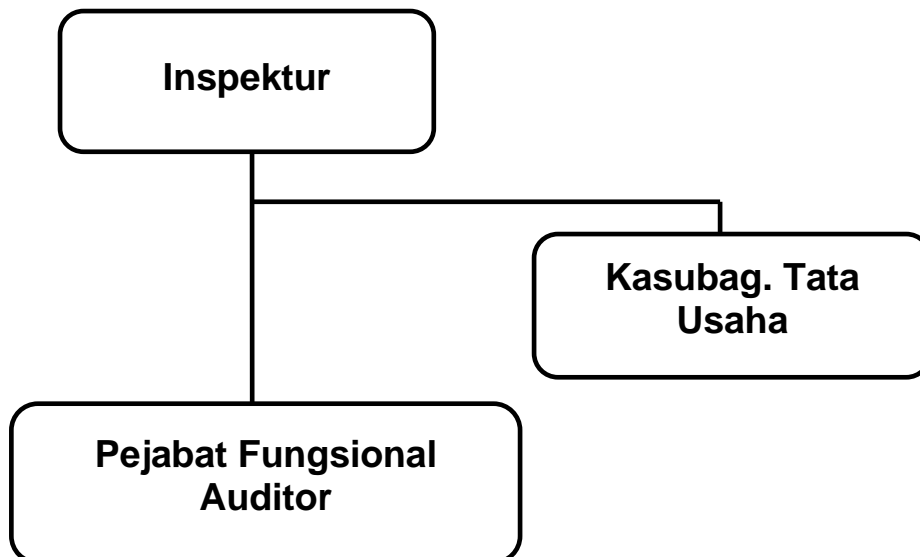 Inspektur
Kasubag. Tata
Usaha
Pejabat Fungsional
Auditor